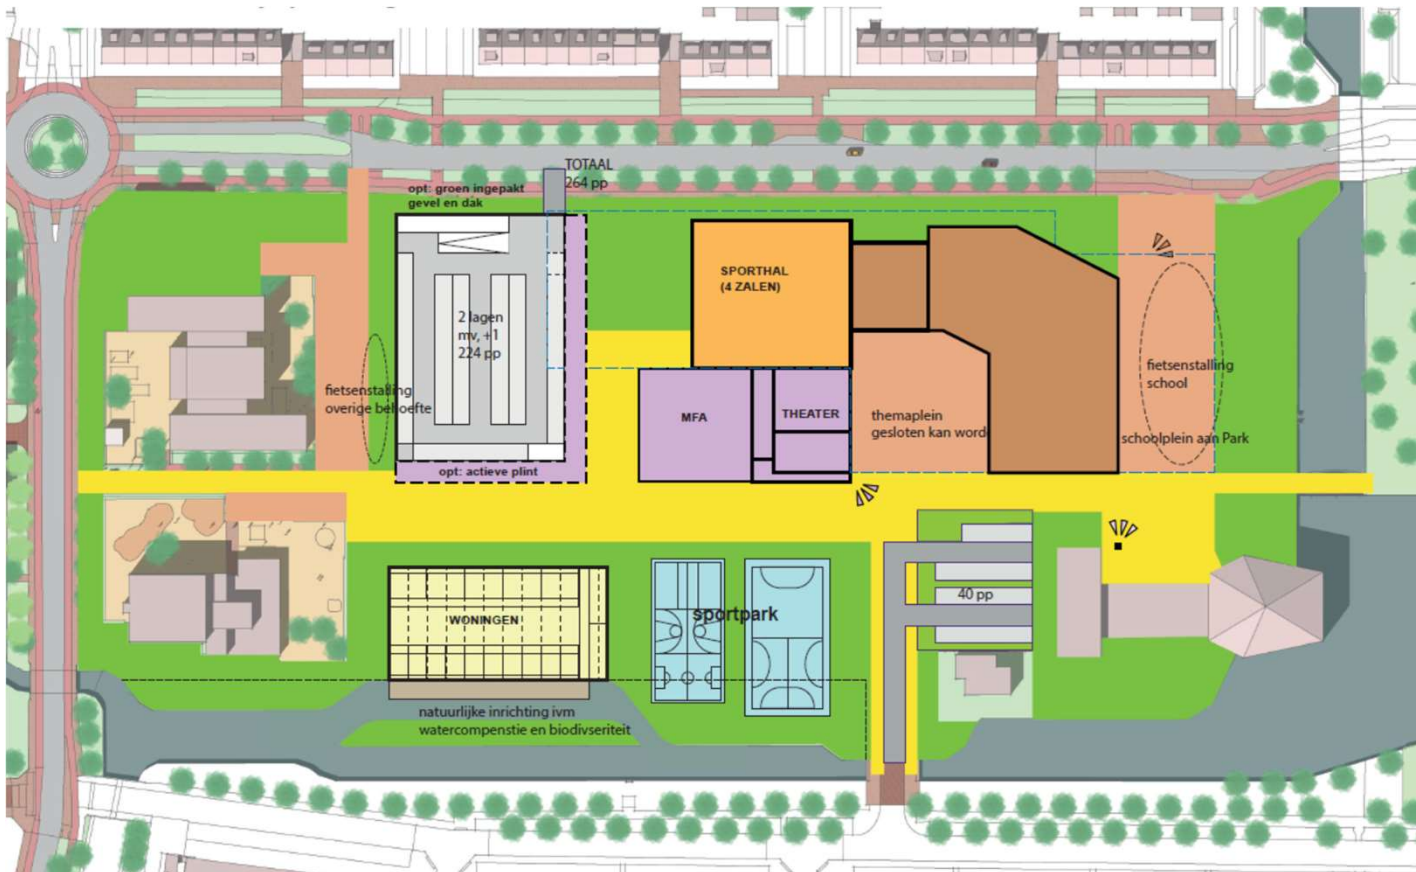 TOTAAL
264 pp
opt: groen ingepakt
gevel en dak
SPORTHAL
(4 ZALEN)
2 lagen
mv, +1
224 pp
fietsenstalling
overige behoefte
fietsenstalling
school
MFA
THEATER
themaplein
gesloten kan word
schoolplein aan Park
opt: actieve plint
40 pp
WONINGEN
sportpark
natuurlijke inrichting ivm
watercompenstie en biodivseriteit